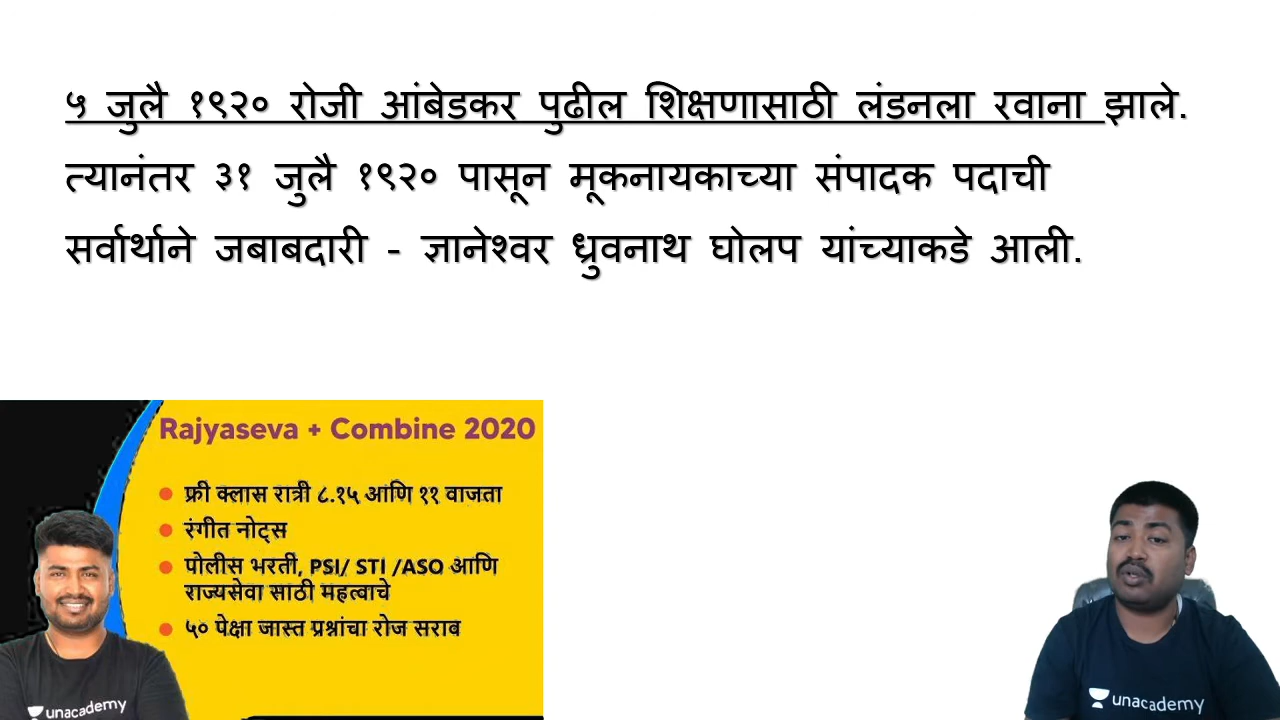 ५ जुलै १९२० रोजी आंबेडकर पुढील शिक्षणासाठी लंडनला रवाना झाले.
त्यानंतर ३१ जुलै १९२० पासून मूकनायकाच्या संपादक पदाची
सर्वार्थाने जबाबदारी - ज्ञानेश्वर ध्रुवनाथ घोलप यांच्याकडे आली.
Rajyaseva + Combine 2020
फ्री क्लास रात्री ८.१५ आणि ११ वाजता
रंगीत नोट्स
पोलीस भरती, PSI/ STI /ASO आणि
राज्यसेवा साठी महत्वाचे
५० पेक्षा जास्त प्रश्नांचा रोज सराव
unacademy
unacademy